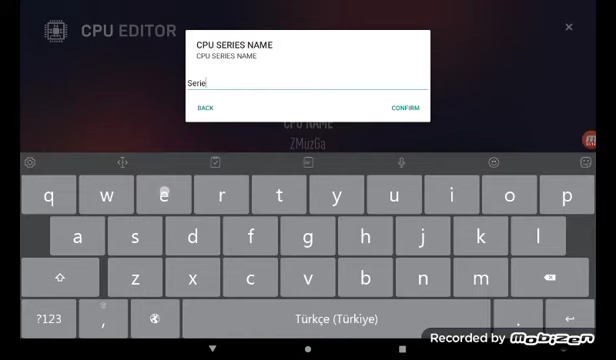 CPU EDITOR
×
CPU SERIES NAME
CPU SERIES NAME
Serie
BACK
CONFIRM
CPU NAME
ZMuzGa
q w e r t y u i o p
a s d f g h j k l
z x c v b n m
?123
,
Türkçe (Türkiye)
.
Recorded by mobizen